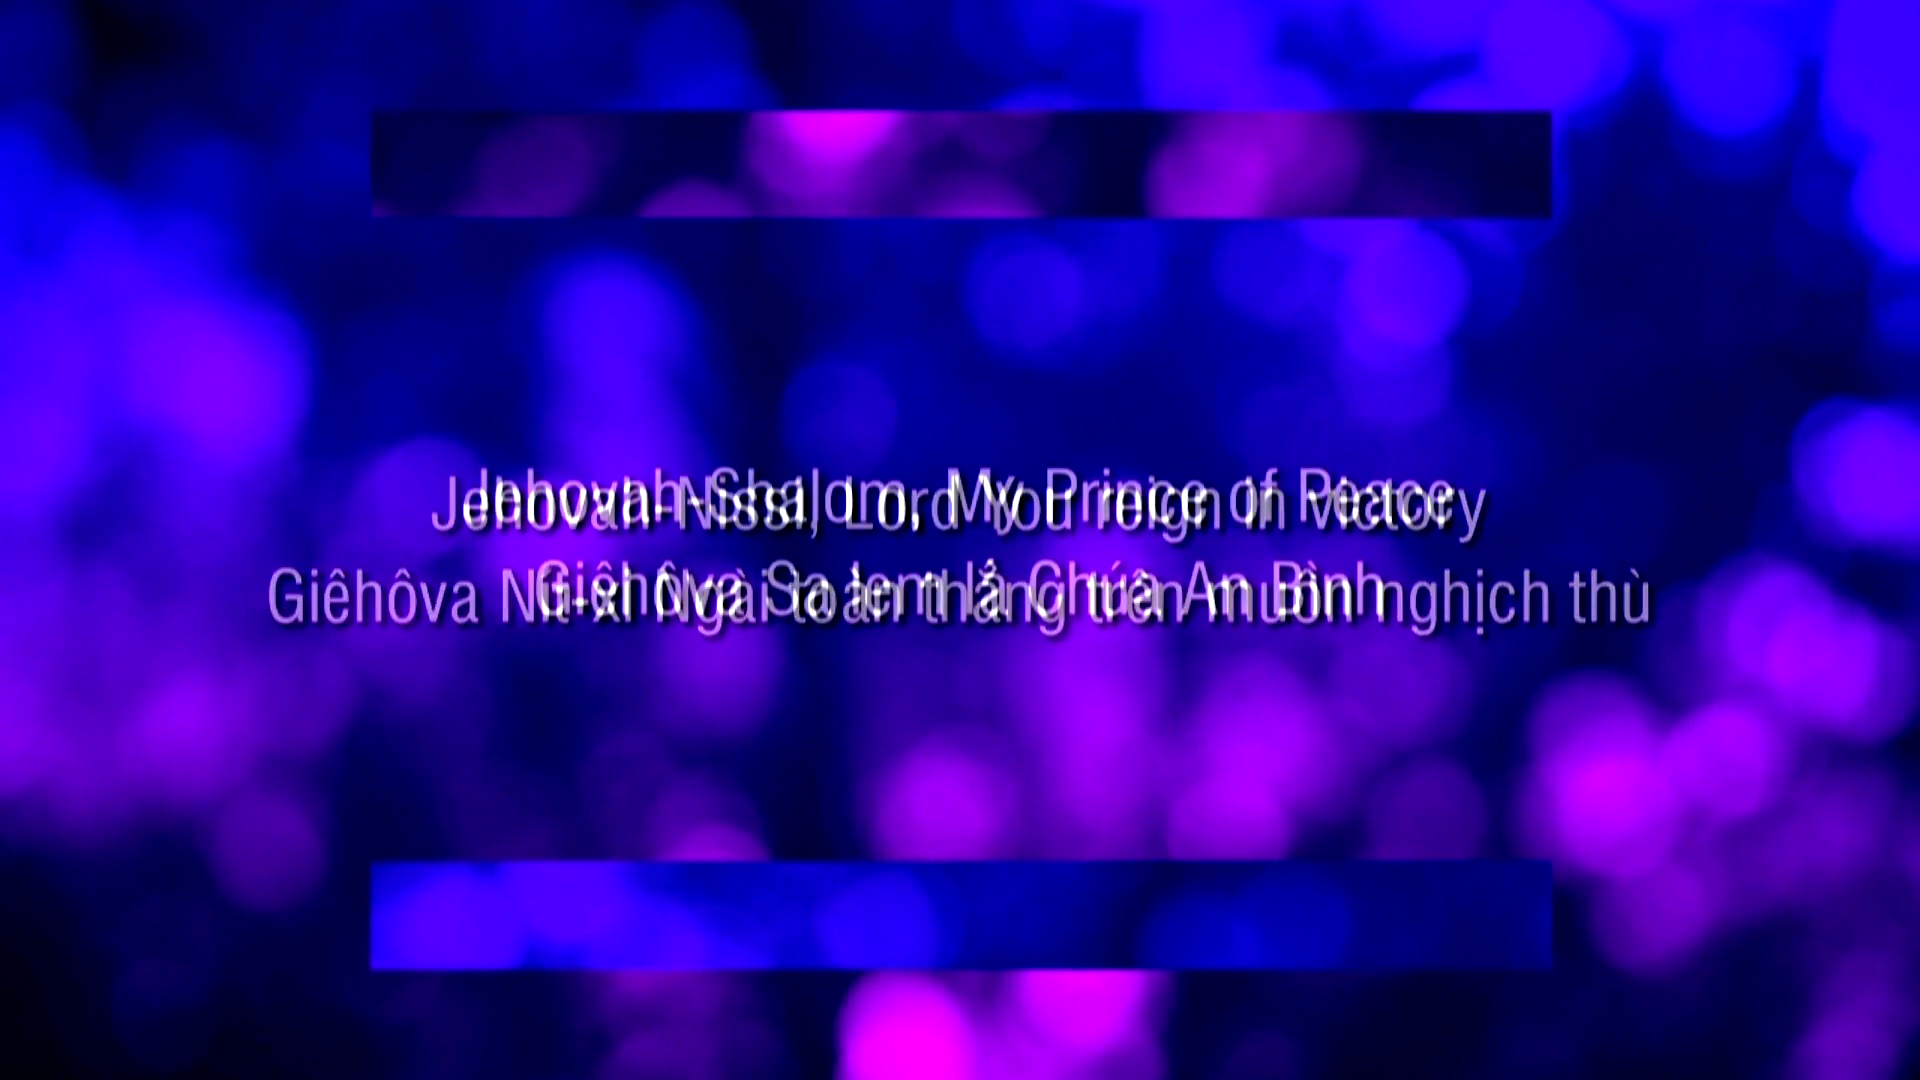 Jehovah-Shalom, My Prince of Peace
Jehovah-Nissi, Lord You reign in victory
Giêhôva Sa-lem là Chúa An Bình
Giêhôva Nit-xi Ngài toàn thắng trên muôn nghịch thù